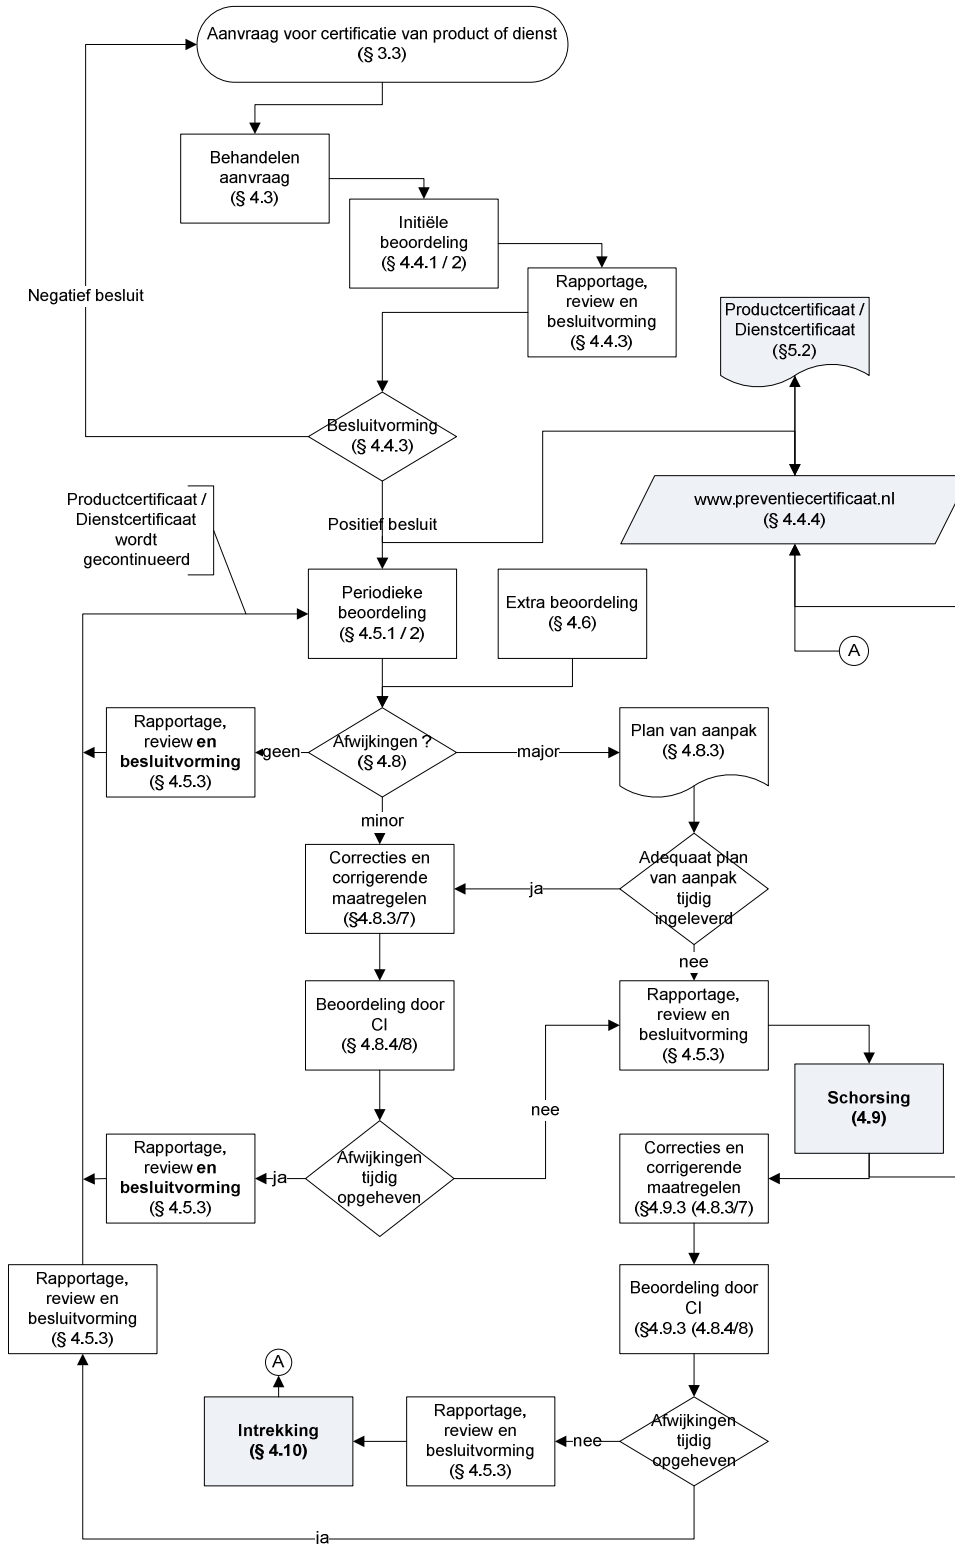 Aanvraag voor certificatie van product of dienst
(§ 3.3)
Behandelen
aanvraag
(§ 4.3)
Initiële
beoordeling
(§ 4.4.1 / 2)
Rapportage,
review en
besluitvorming
(§ 4.4.3)
Negatief besluit
Productcertificaat /
Dienstcertificaat
(§5.2)
Besluitvorming
(§ 4.4.3)
Productcertificaat /
Dienstcertificaat
wordt
gecontinueerd
Positief besluit
www.preventiecertificaat.nl
(§ 4.4.4)
Periodieke
beoordeling
(§ 4.5.1 / 2)
Extra beoordeling
(§ 4.6)
A
Rapportage,
review en
besluitvorming
(§ 4.5.3)
geen
Afwijkingen ?
(§ 4.8)
major
Plan van aanpak
(§ 4.8.3)
minor
Correcties en
corrigerende
maatregelen
(§4.8.3/7)
ja
Adequaat plan
van aanpak
tijdig
ingeleverd
nee
Beoordeling door
CI
(§ 4.8.4/8)
Rapportage,
review en
besluitvorming
(§ 4.5.3)
Schorsing
(4.9)
nee
Rapportage,
review en
besluitvorming
(§ 4.5.3)
ja
Afwijkingen
tijdig
opgeheven
Correcties en
corrigerende
maatregelen
(§4.9.3 (4.8.3/7)
Rapportage,
review en
besluitvorming
(§ 4.5.3)
Beoordeling door
CI
(§4.9.3 (4.8.4/8)
A
Intrekking
(§ 4.10)
Rapportage,
review en
besluitvorming
(§ 4.5.3)
nee
Afwijkingen
tijdig
opgeheven
ja